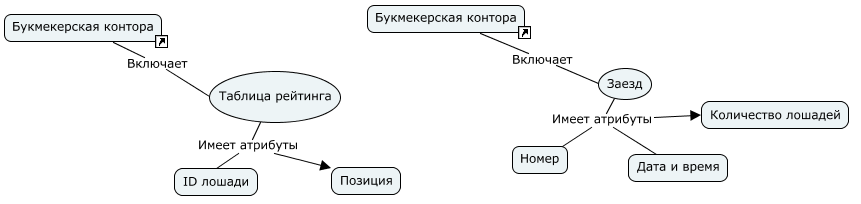 Букмекерская контора
Включает
Таблица рейтинга
Имеет атрибуты
ID лошади
Позиция
Букмекерская контора
Включает
Заезд
Имеет атрибуты
Количество лошадей
Номер
Дата и время